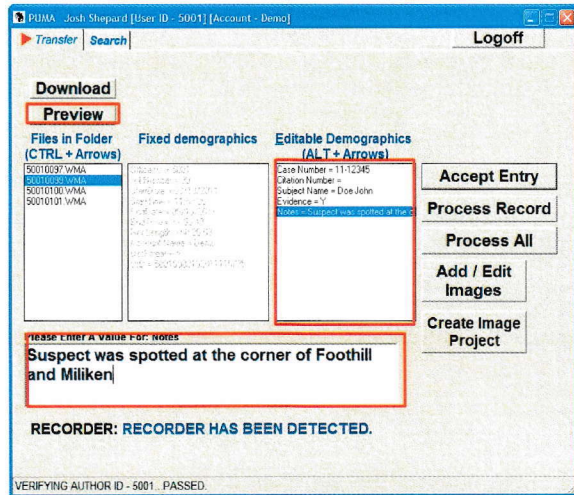 PUMA Josh Shepard [User ID - 5001] [Account - Demo]
Transfer Search
Logoff
Download
Preview
Files in Folder
(CTRL + Arrows)
50010097.WMA
50010099.WMA
50010100.WMA
50010101.WMA
Fixed demographics
Editable Demographics
(ALT + Arrows)
Case Number = 11-12345
Citation Number =
Subject Name = Doe John
Evidence = Y
Notes = Suspect was spotted at the
Accept Entry
Process Record
Process All
Add / Edit
Images
Create Image
Project
Please Enter A Value For: Notes
Suspect was spotted at the corner of Foothill
and Miliken
RECORDER: RECORDER HAS BEEN DETECTED.
VERIFYING AUTHOR ID - 5001.. PASSED.